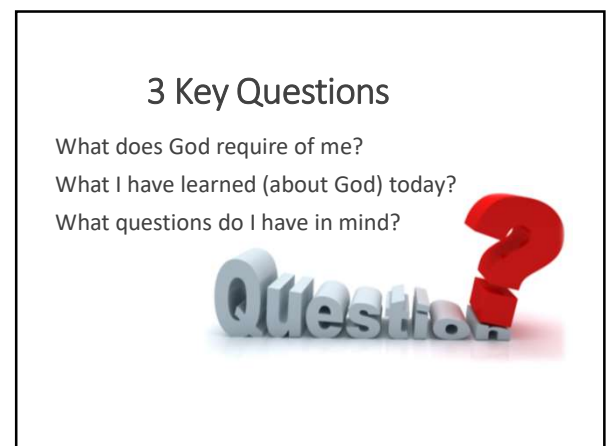 3 Key Questions
What does God require of me?
What I have learned (about God) today?
What questions do I have in mind?
Question?